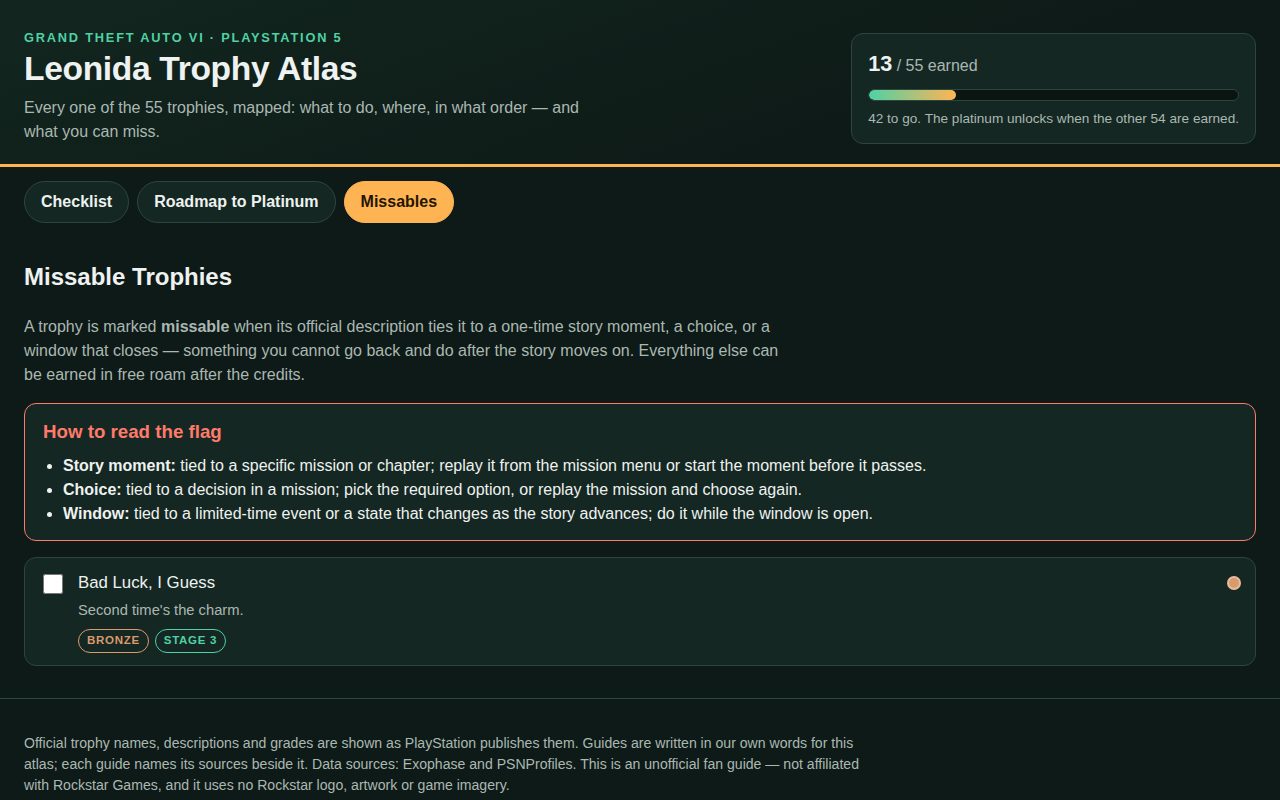 GRAND THEFT AUTO VI · PLAYSTATION 5
Leonida Trophy Atlas
Every one of the 55 trophies, mapped: what to do, where, in what order — and
what you can miss.
13 / 55 earned
42 to go. The platinum unlocks when the other 54 are earned.
Checklist
Roadmap to Platinum
Missables
Missable Trophies
A trophy is marked missable when its official description ties it to a one-time story moment, a choice, or a
window that closes — something you cannot go back and do after the story moves on. Everything else can
be earned in free roam after the credits.
How to read the flag
• Story moment: tied to a specific mission or chapter; replay it from the mission menu or start the moment before it passes.
• Choice: tied to a decision in a mission; pick the required option, or replay the mission and choose again.
• Window: tied to a limited-time event or a state that changes as the story advances; do it while the window is open.
Bad Luck, I Guess
Second time's the charm.
BRONZE
STAGE 3
Official trophy names, descriptions and grades are shown as PlayStation publishes them. Guides are written in our own words for this
atlas; each guide names its sources beside it. Data sources: Exophase and PSNProfiles. This is an unofficial fan guide — not affiliated
with Rockstar Games, and it uses no Rockstar logo, artwork or game imagery.